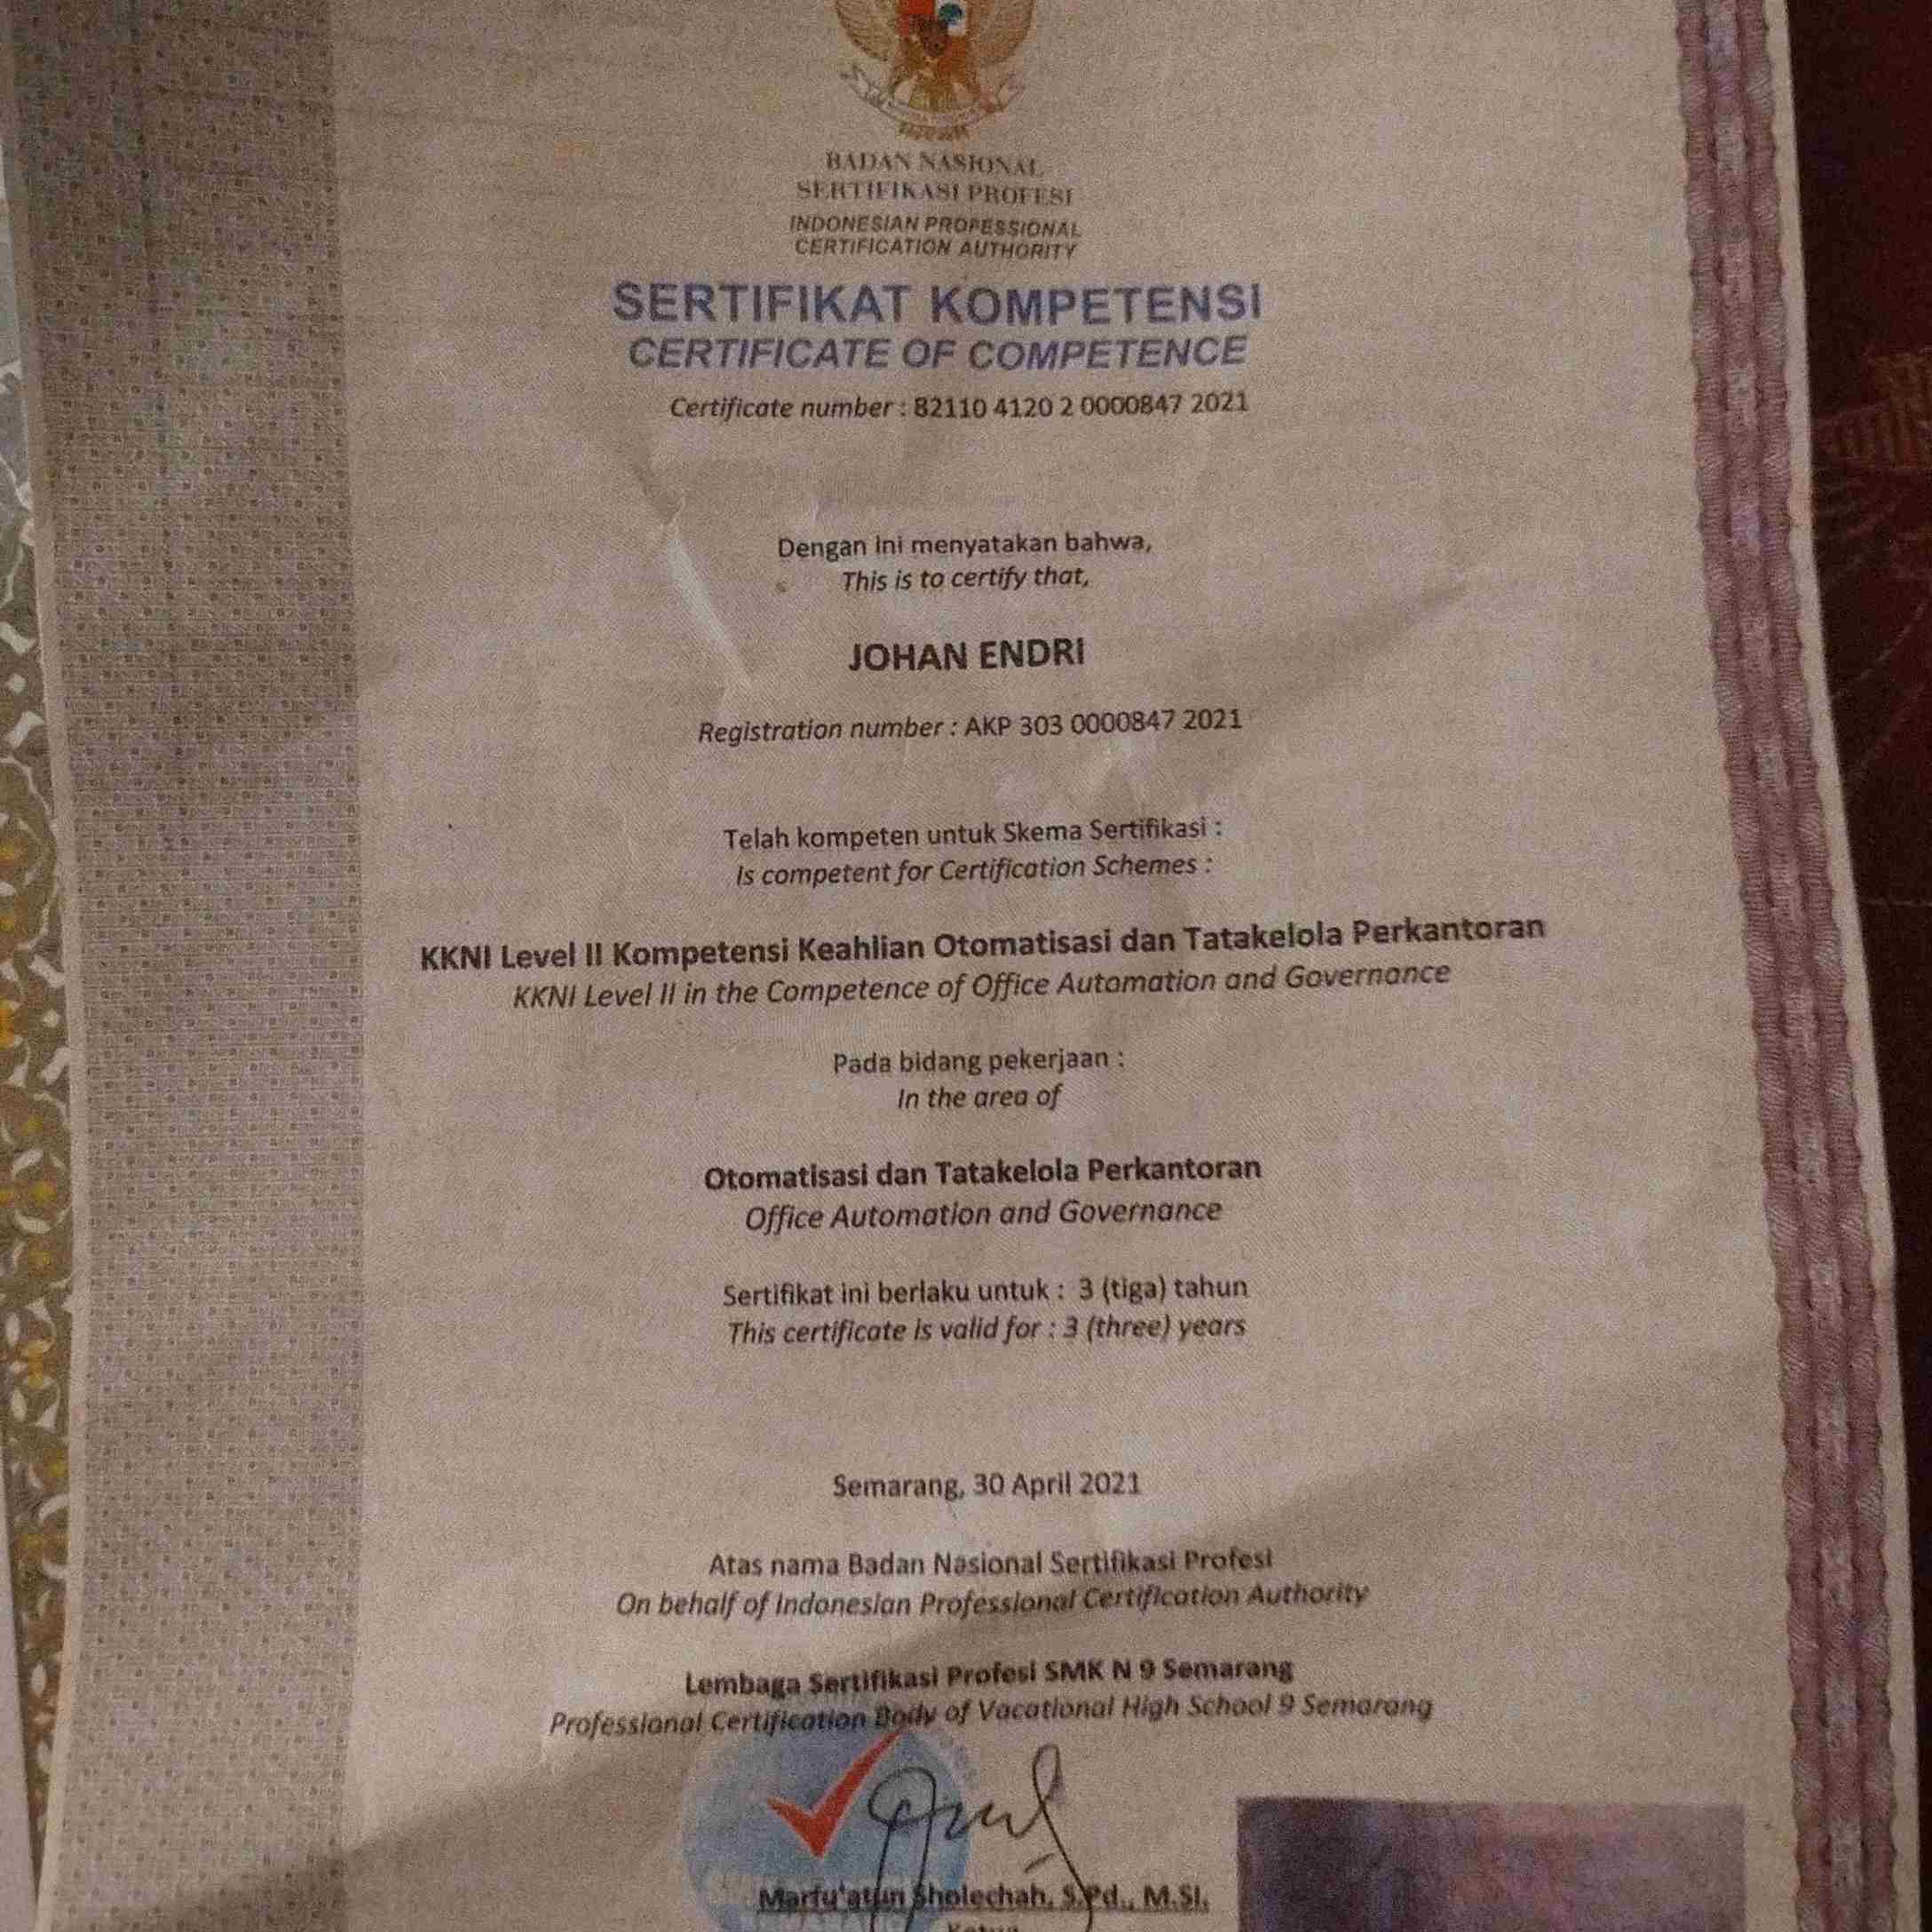 BADAN NASIONAL
SERTIFIKASI PROFESI
INDONESIAN PROFESSIONAL
CERTIFICATION AUTHORITY
SERTIFIKAT KOMPETENSI
CERTIFICATE OF COMPETENCE
Certificate number : 82110 4120 2 0000847 2021
Dengan ini menyatakan bahwa,
This is to certify that,
JOHAN ENDRI
Registration number : AKP 303 0000847 2021
Telah kompeten untuk Skema Sertifikasi :
Is competent for Certification Schemes :
KKNI Level II Kompetensi Keahlian Otomatisasi dan Tatakelola Perkantoran
KKNI Level II in the Competence of Office Automation and Governance
Pada bidang pekerjaan :
In the area of
Otomatisasi dan Tatakelola Perkantoran
Office Automation and Governance
Sertifikat ini berlaku untuk : 3 (tiga) tahun
This certificate is valid for : 3 (three) years
Semarang, 30 April 2021
Atas nama Badan Nasional Sertifikasi Profesi
On behalf of Indonesian Professional Certification Authority
Lembaga Sertifikasi Profesi SMK N 9 Semarang
Professional Certification Body of Vacational High School 9 Semarang
Marfu'atun Sholechah, S.Pd., M.Si.
Ketua